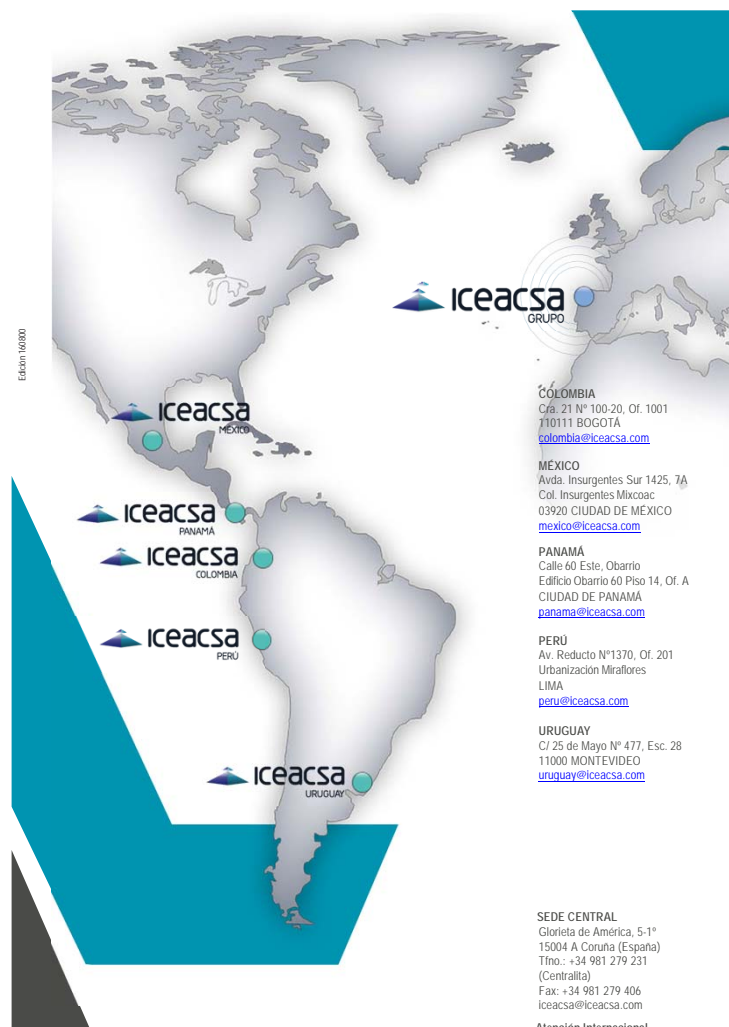 Edición 160800
Iceacsa
GRUPO
Iceacsa
MÉXICO
Iceacsa
PANAMÁ
Iceacsa
COLOMBIA
Iceacsa
PERÚ
Iceacsa
URUGUAY
COLOMBIA
Cra. 21 Nº 100-20, Of. 1001
110111 BOGOTÁ
colombia@iceacsa.com
MÉXICO
Avda. Insurgentes Sur 1425, 7A
Col. Insurgentes Mixcoac
03920 CIUDAD DE MÉXICO
mexico@iceacsa.com
PANAMÁ
Calle 60 Este, Obarrio
Edificio Obarrio 60 Piso 14, Of. A
CIUDAD DE PANAMÁ
panama@iceacsa.com
PERÚ
Av. Reducto Nº1370, Of. 201
Urbanización Miraflores
LIMA
peru@iceacsa.com
URUGUAY
C/ 25 de Mayo Nº 477, Esc. 28
11000 MONTEVIDEO
uruguay@iceacsa.com
SEDE CENTRAL
Glorieta de América, 5-1º
15004 A Coruña (España)
Tfno.: +34 981 279 231
(Centralita)
Fax: +34 981 279 406
iceacsa@iceacsa.com
Atención Internacional